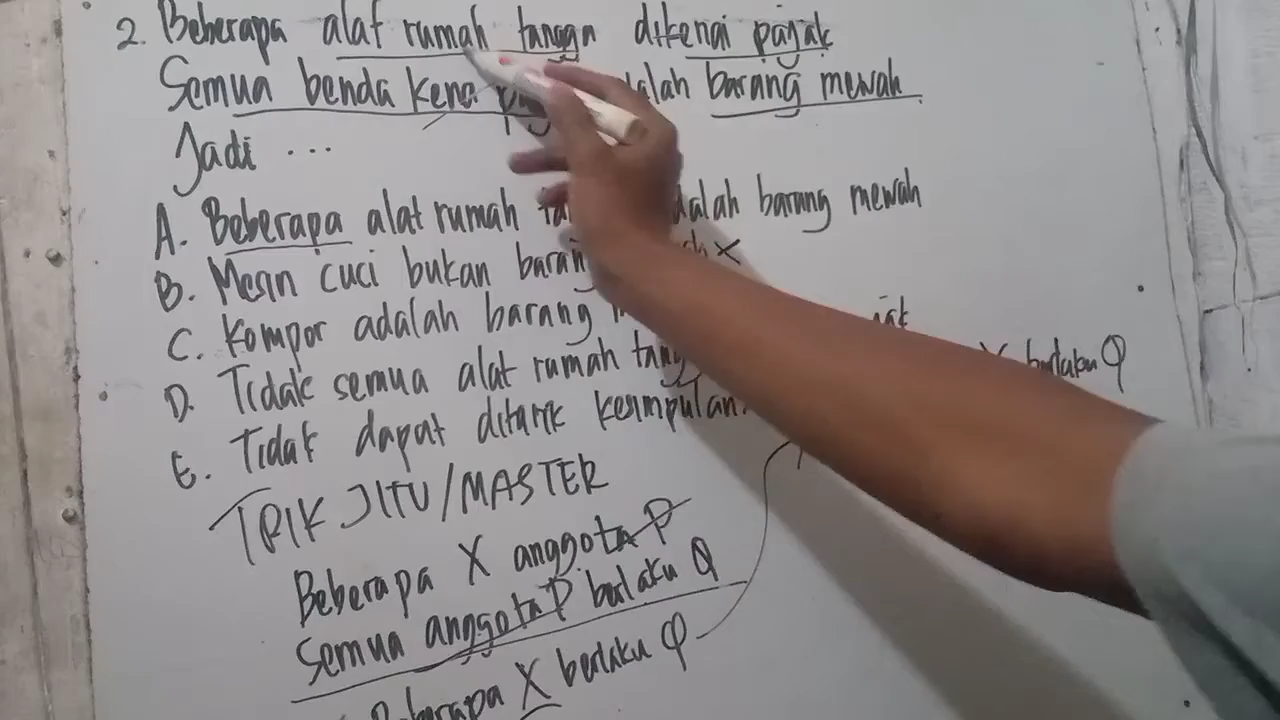 2. Beberapa alat rumah tangga dikenai pajak
Semua benda kena adalah barang mewah
Jadi ...
A. Beberapa alat rumah adalah barang mewah
B. Mesin cuci bukan barang X
C. Kompor adalah barang
D. Tidak semua alat rumah
E. Tidak dapat ditarik kesimpulan.
berlaku Q
TRIK JITU/MASTER
Beberapa X anggota P
Semua anggota P berlaku Q
Beberapa X berlaku Q